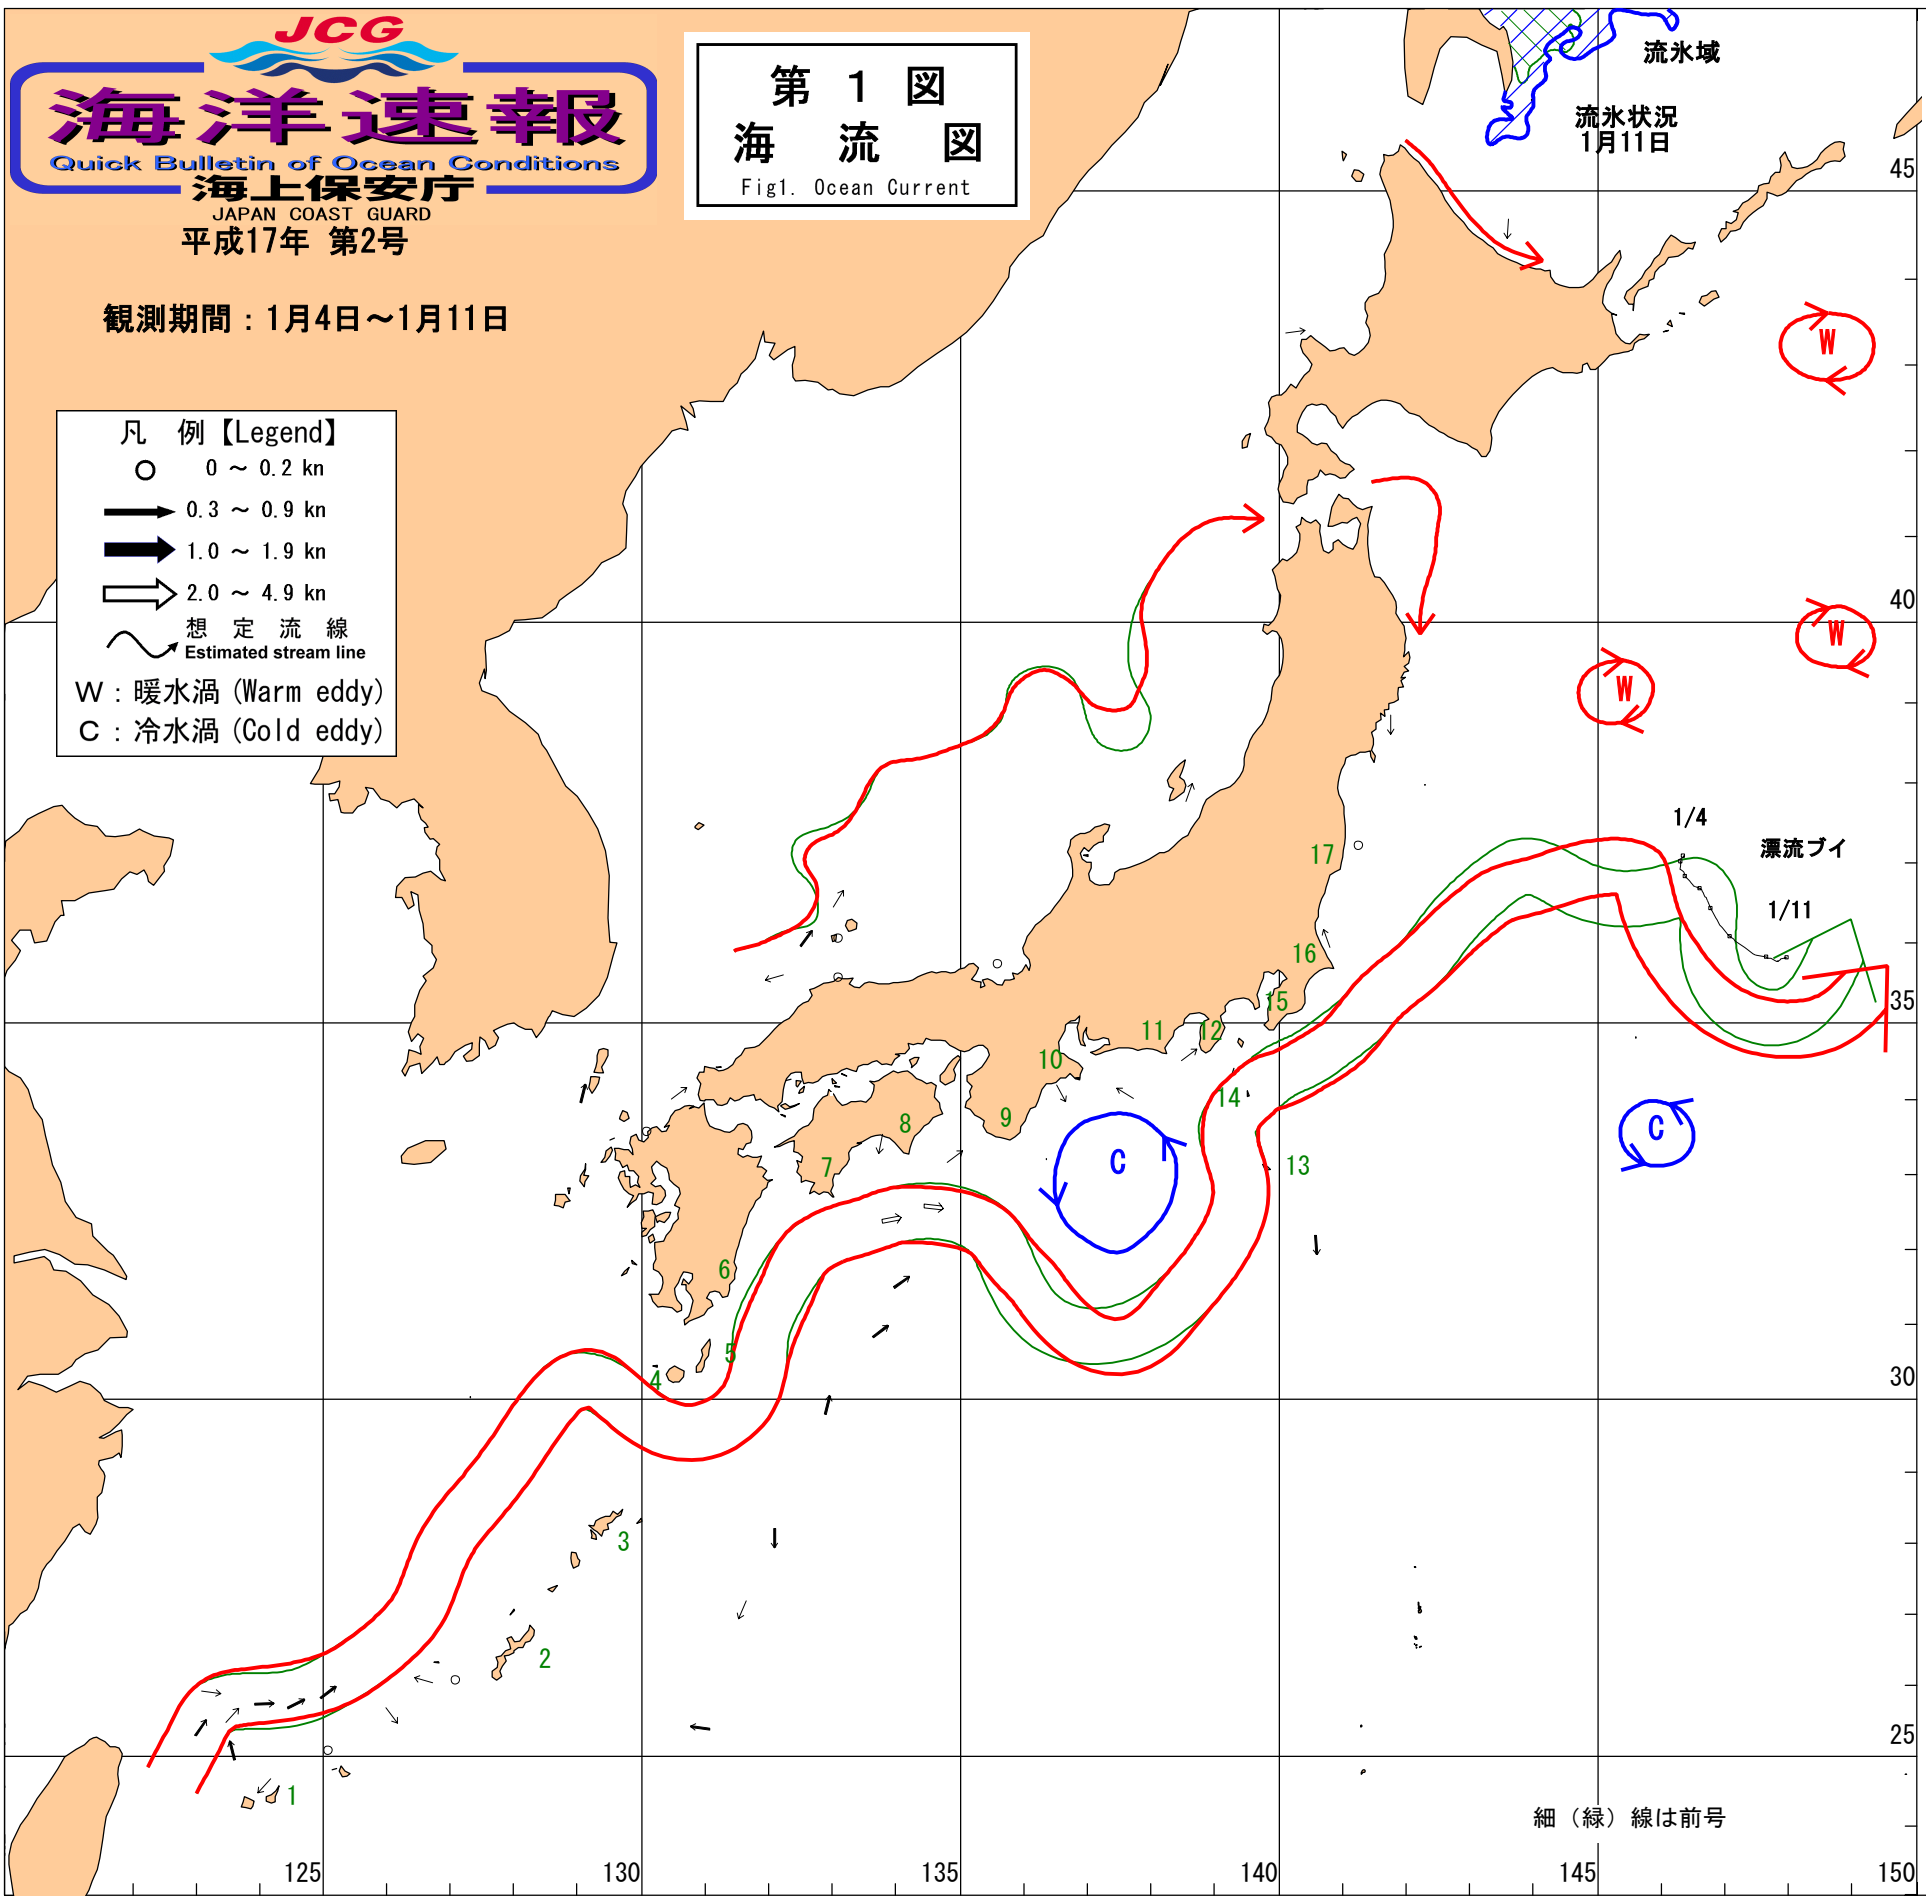 JCG
海洋速報
Quick Bulletin of Ocean Conditions
海上保安庁
JAPAN COAST GUARD
平成17年 第2号
観測期間：1月4日～1月11日
第 1 図
海 流 図
Fig1. Ocean Current
流氷域
流氷状況
1月11日
凡 例【Legend】
0 ～ 0.2 kn
0.3 ～ 0.9 kn
1.0 ～ 1.9 kn
2.0 ～ 4.9 kn
想 定 流 線
Estimated stream line
W：暖水渦(Warm eddy)
C：冷水渦(Cold eddy)
45
W
40
W
W
1/4
漂流ブイ
17
1/11
16
35
15
12
11
10
14
9
8
C
C
13
7
6
5
4
30
3
2
25
1
細（緑）線は前号
125
130
135
140
145
150